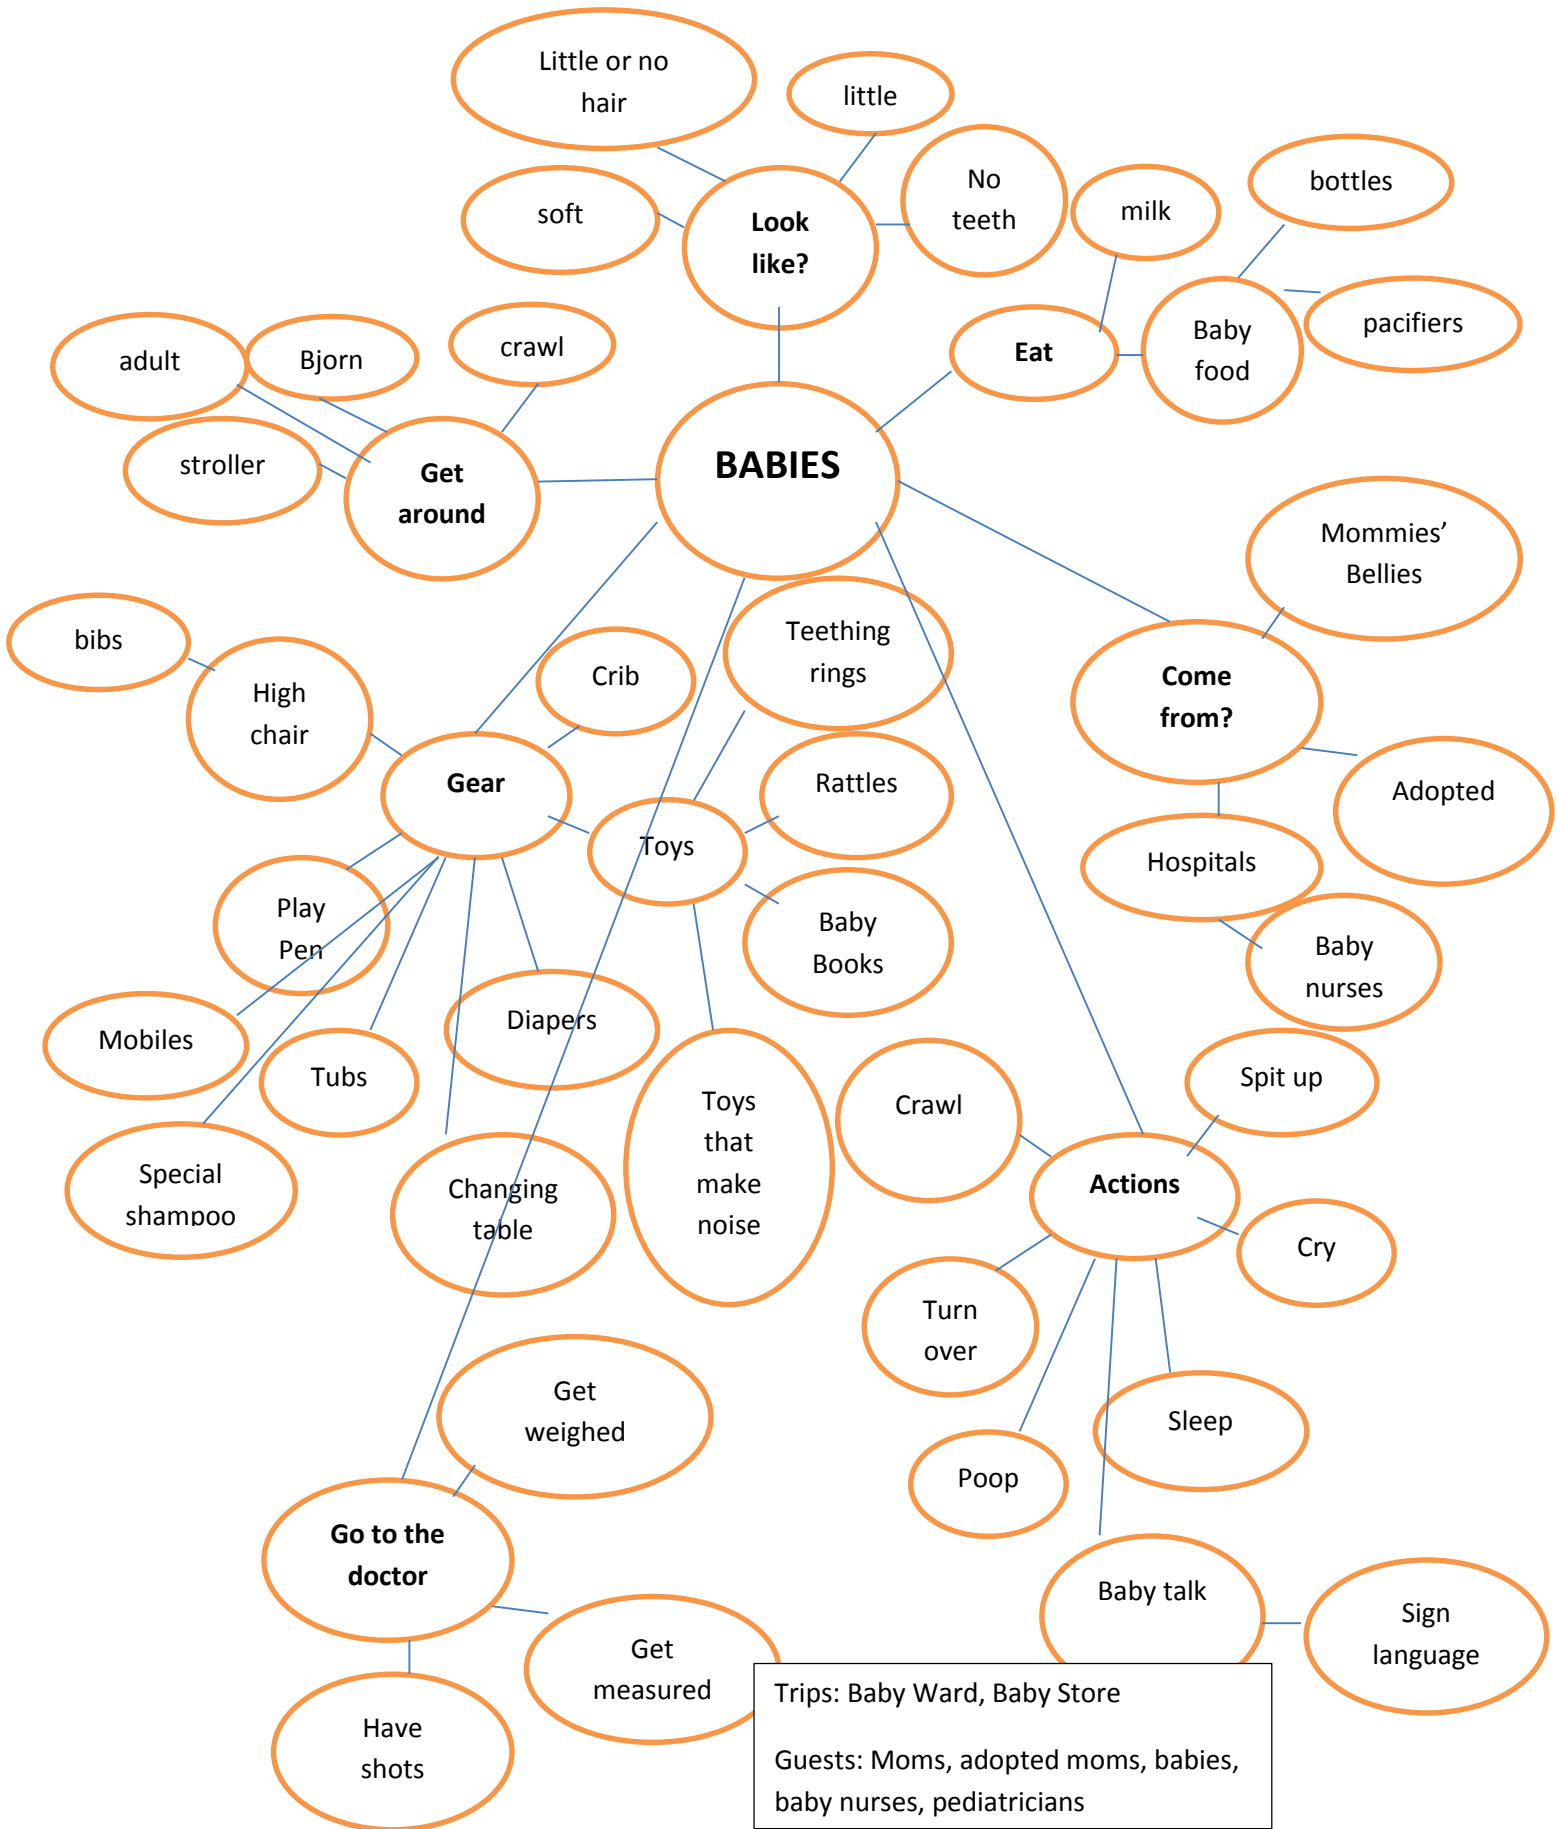 Little or no
hair
little
soft
Look
like?
No
teeth
milk
bottles
pacifiers
Baby
food
Eat
adult
Bjorn
crawl
stroller
Get
around
BABIES
Mommies’
Bellies
Come
from?
Adopted
Hospitals
Baby
nurses
bibs
High
chair
Crib
Teething
rings
Gear
Toys
Rattles
Baby
Books
Play
Pen
Mobiles
Tubs
Diapers
Special
shampoo
Changing
table
Toys
that
make
noise
Crawl
Spit up
Actions
Cry
Turn
over
Sleep
Poop
Baby talk
Sign
language
Get
weighed
Go to the
doctor
Get
measured
Have
shots
Trips: Baby Ward, Baby Store
Guests: Moms, adopted moms, babies,
baby nurses, pediatricians